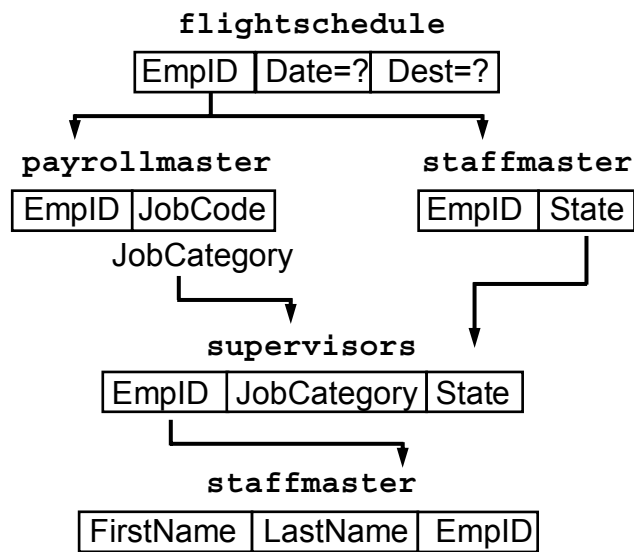 flightschedule
EmpID Date=? Dest=?
payrollmaster staffmaster
EmpID JobCode EmpID State
JobCategory
supervisors
EmpID JobCategory State
staffmaster
FirstName LastName EmpID